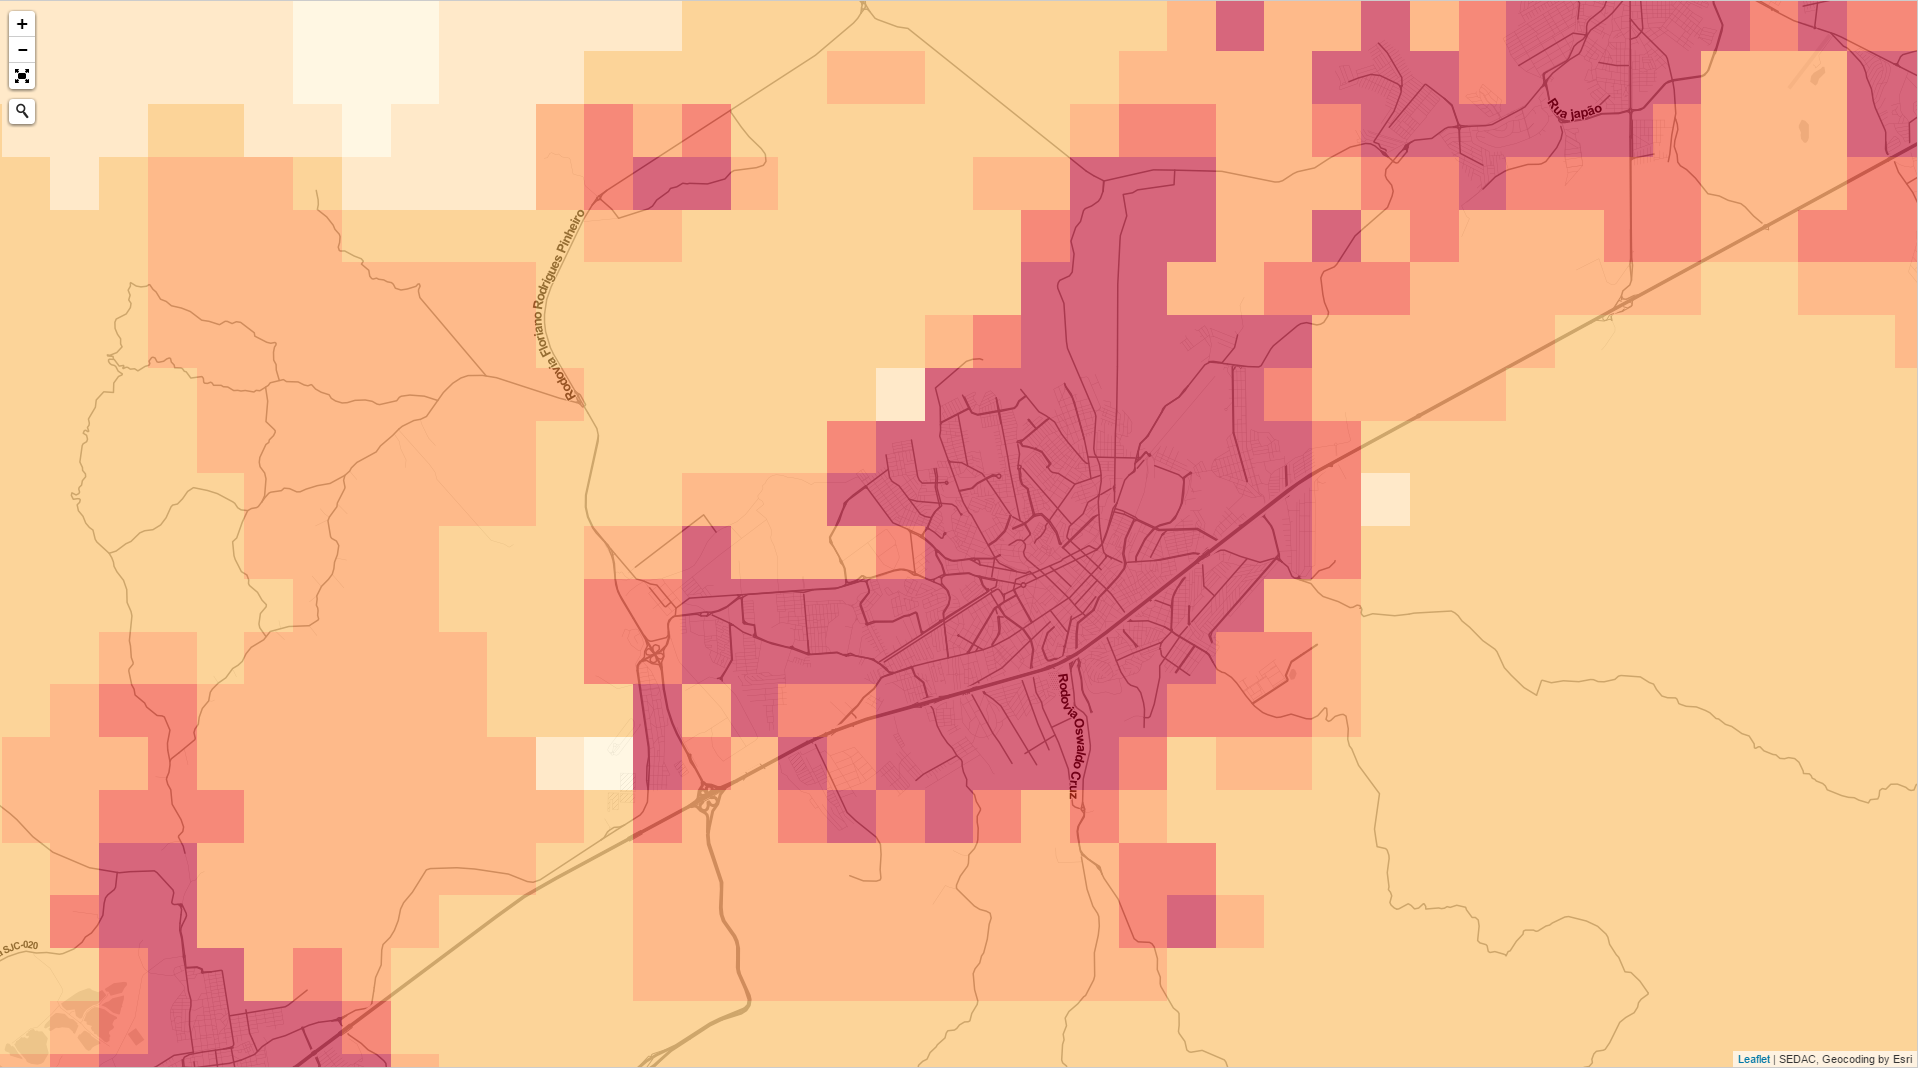 +
−
Rua japão
Rodovia Floriano Rodrigues Pinheiro
Rodovia Oswaldo Cruz
SJC-020
Leaflet | SEDAC, Geocoding by Esri